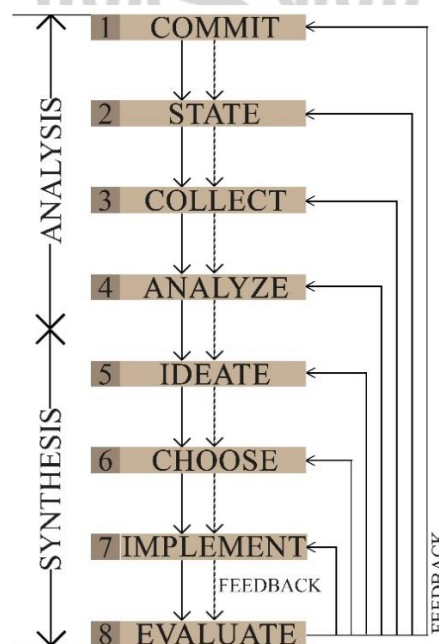 1 COMMIT
2 STATE
3 COLLECT
4 ANALYZE
5 IDEATE
6 CHOOSE
7 IMPLEMENT
FEEDBACK
8 EVALUATE
ANALYSIS
SYNTHESIS
FEEDBACK